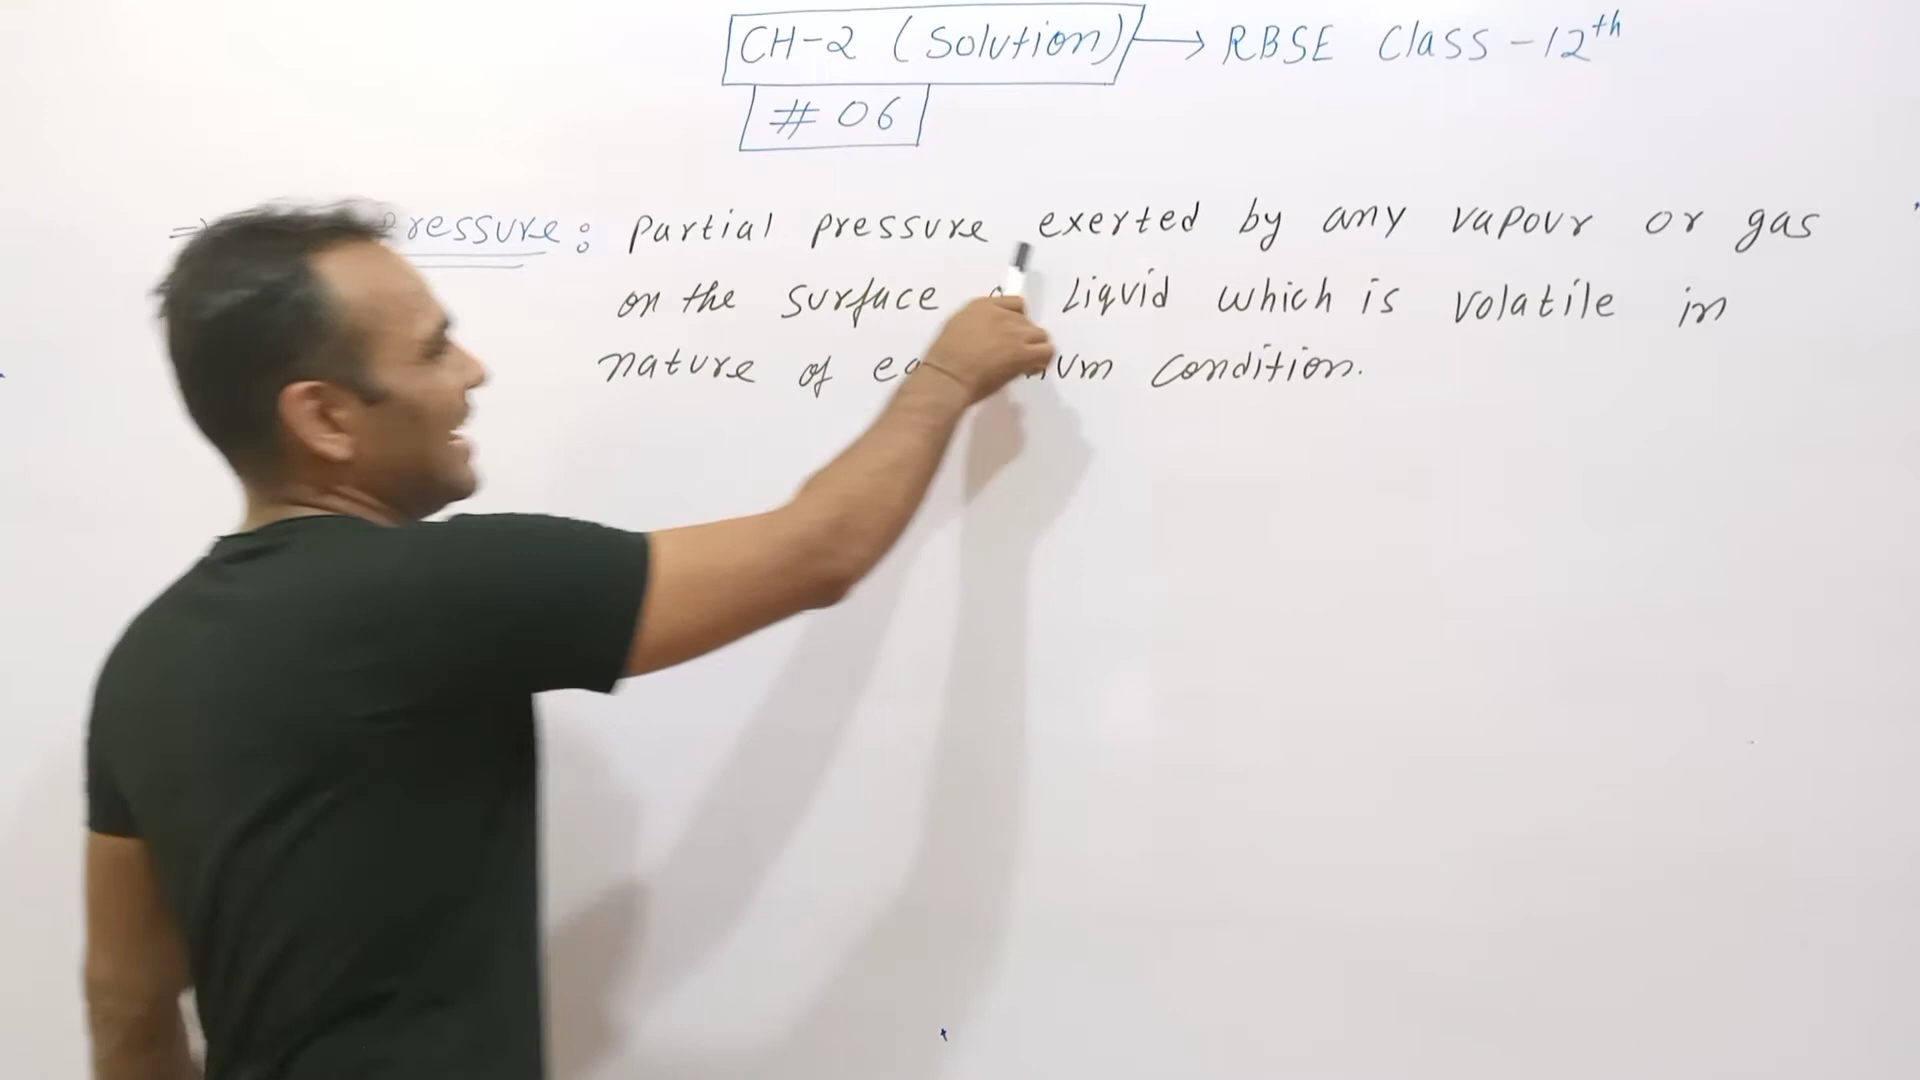 CH-2 (Solution) → RBSE Class-12th
# 06
⇒ Pressure: Partial pressure exerted by any vapour or gas
on the surface Liquid which is volatile in
nature of condition.